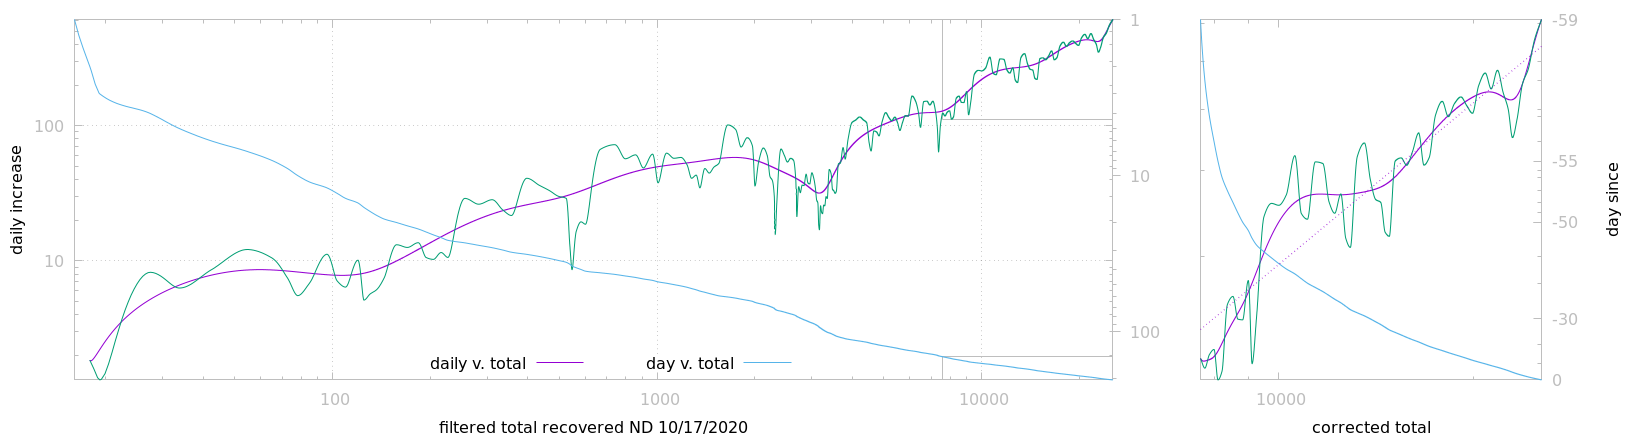 daily increase
100
10
1
10
100
daily v. total
day v. total
100
1000
10000
filtered total recovered ND 10/17/2020
-59
-55
-50
-30
0
day since
10000
corrected total